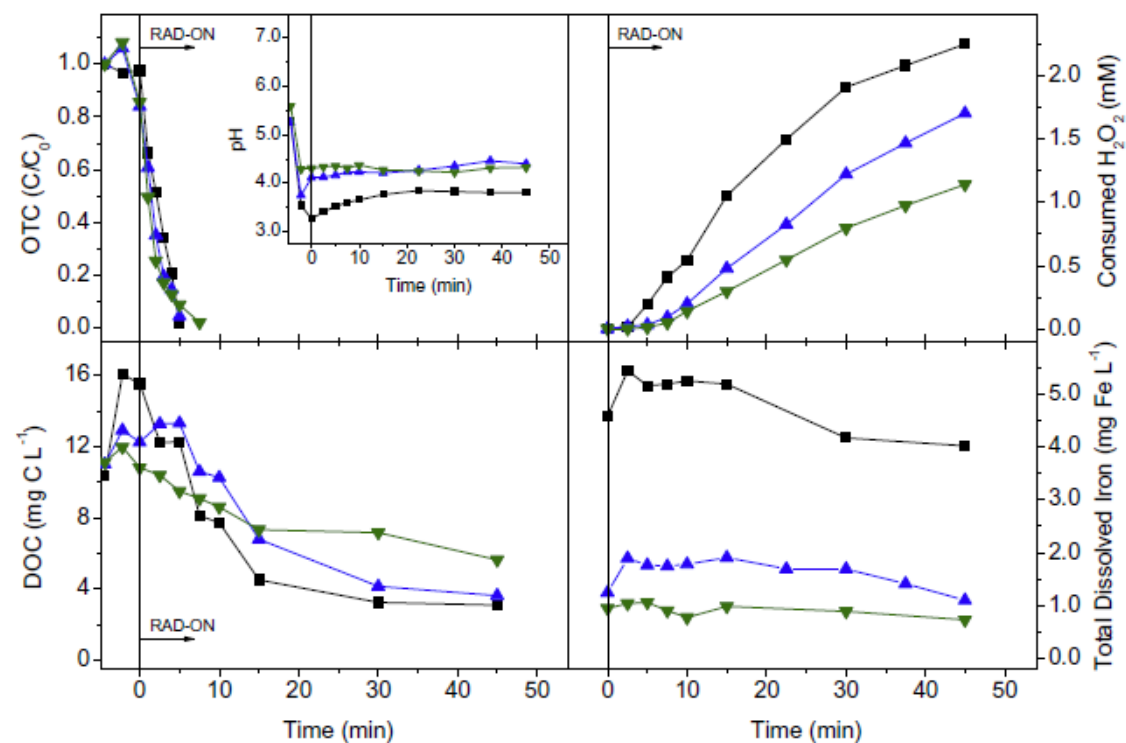 RAD-ON
1.0
0.8
0.6
0.4
0.2
0.0
OTC (C/C₀)
7.0
6.0
5.0
4.0
3.0
pH
0 10 20 30 40 50
Time (min)
RAD-ON
2.0
1.5
1.0
0.5
0.0
Consumed H₂O₂ (mM)
16
12
8
4
0
DOC (mg C L⁻¹)
RAD-ON
0 10 20 30 40 50
Time (min)
5.0
4.0
3.0
2.0
1.0
0.0
Total Dissolved Iron (mg Fe L⁻¹)
0 10 20 30 40 50
Time (min)